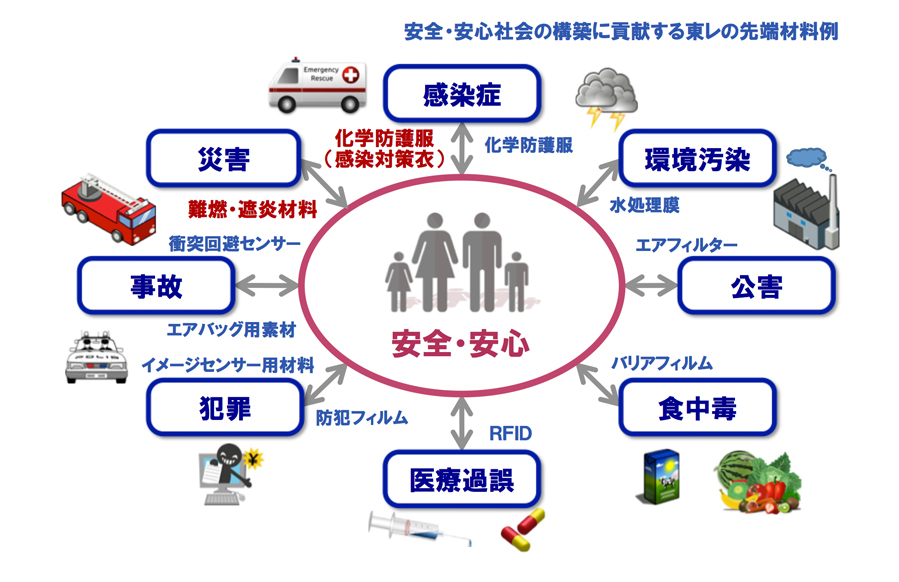 安全・安心社会の構築に貢献する東レの先端材料例
Emergency
Rescue
感染症
化学防護服
化学防護服
（感染対策衣）
災害
難燃・遮炎材料
環境汚染
水処理膜
衝突回避センサー
事故
エアバッグ用素材
エアフィルター
公害
安全・安心
POLIS
イメージセンサー用材料
犯罪
防犯フィルム
バリアフィルム
食中毒
RFID
医療過誤
¥